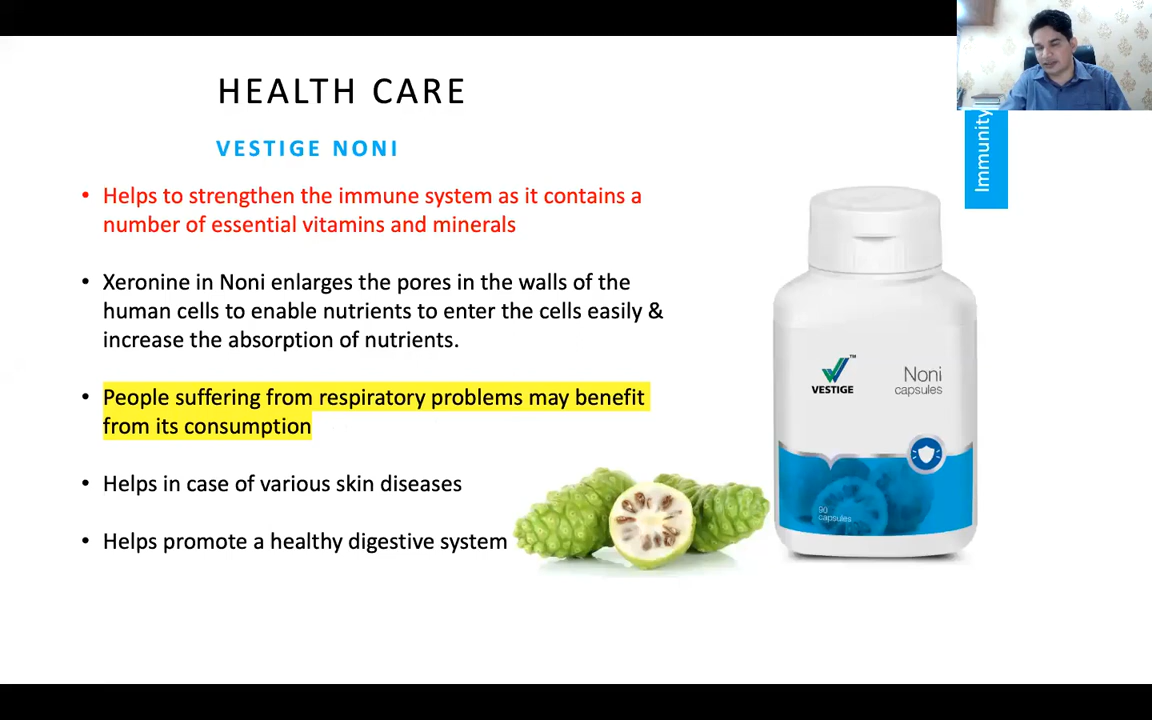 HEALTH CARE
VESTIGE NONI
Immunity
• Helps to strengthen the immune system as it contains a
number of essential vitamins and minerals
• Xeronine in Noni enlarges the pores in the walls of the
human cells to enable nutrients to enter the cells easily &
increase the absorption of nutrients.
• People suffering from respiratory problems may benefit
from its consumption
• Helps in case of various skin diseases
• Helps promote a healthy digestive system
TM
VESTIGE
Noni
capsules
90
capsules